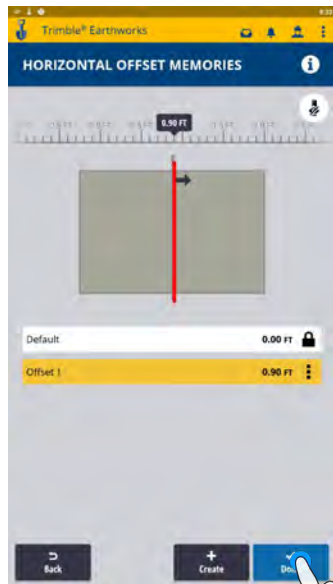 Trimble® Earthworks
HORIZONTAL OFFSET MEMORIES
0.90 FT
Default 0.00 FT
Offset 1 0.90 FT
Back
Create